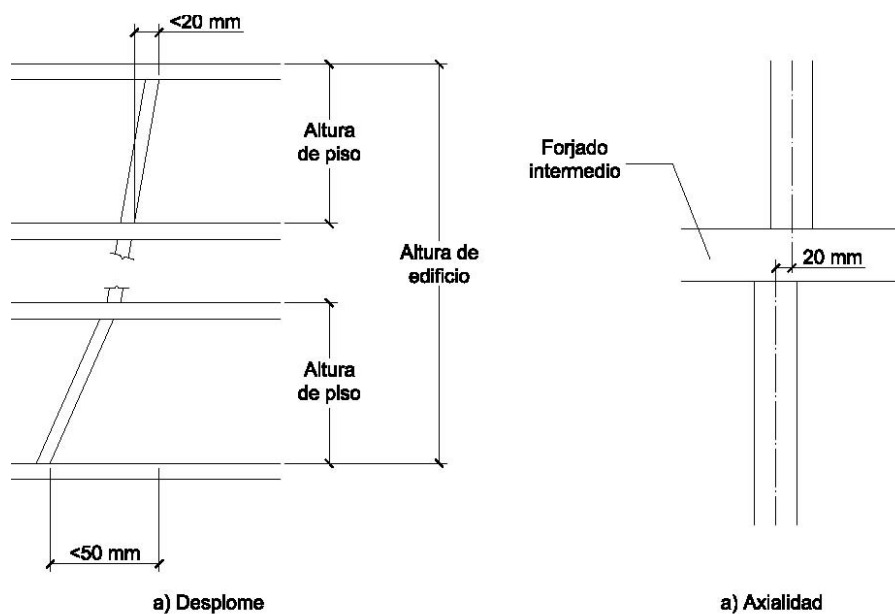 <20 mm
Altura
de piso
Forjado
intermedio
Altura de
edificio
20 mm
Altura
de piso
<50 mm
a) Desplome
a) Axialidad